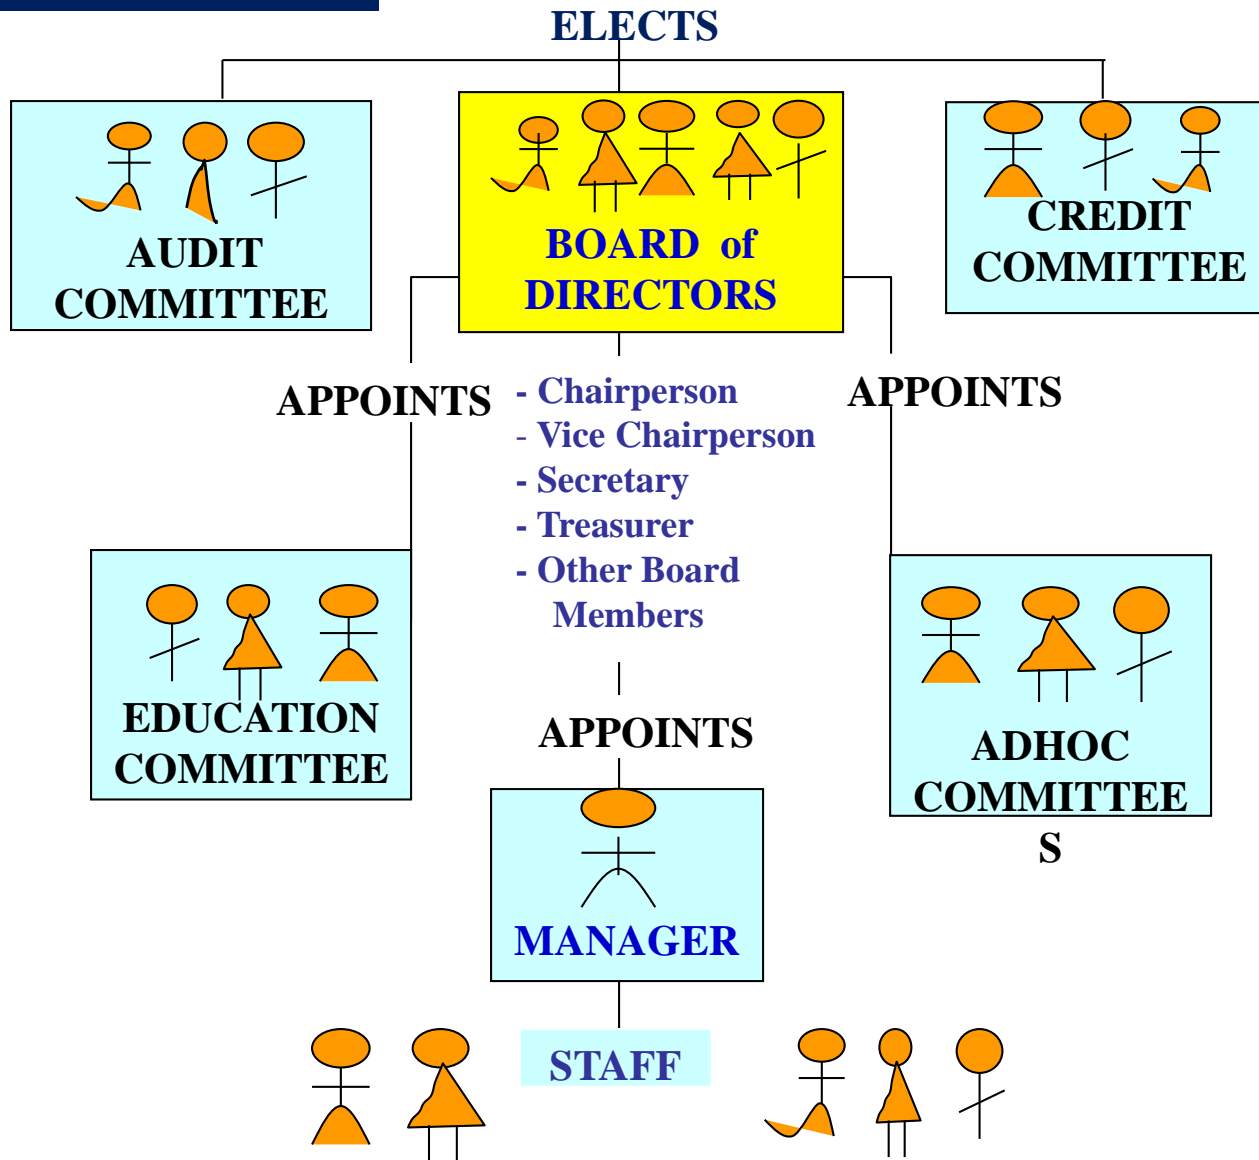 ELECTS
AUDIT
COMMITTEE
BOARD of
DIRECTORS
CREDIT
COMMITTEE
APPOINTS
- Chairperson
- Vice Chairperson
- Secretary
- Treasurer
- Other Board
Members
APPOINTS
EDUCATION
COMMITTEE
APPOINTS
ADHOC
COMMITTEE
S
MANAGER
STAFF